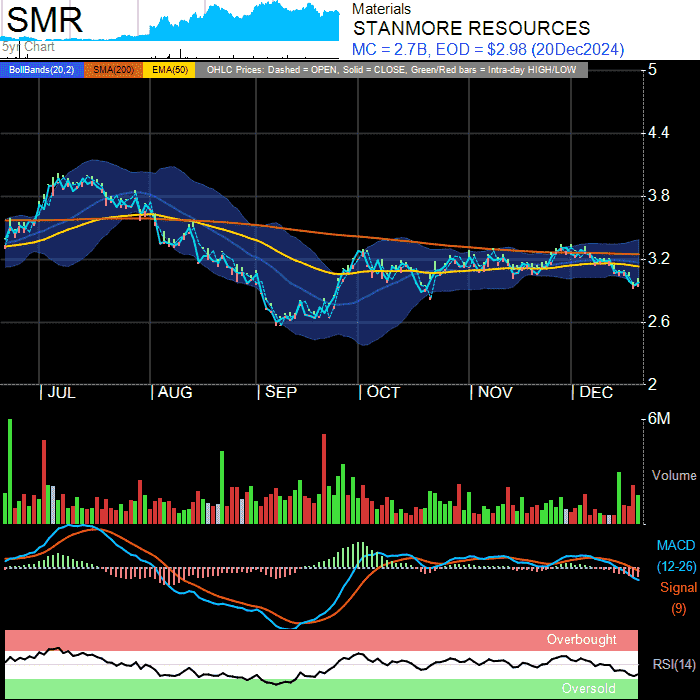 SMR
5yr Chart
Materials
STANMORE RESOURCES
MC = 2.7B, EOD = $2.98 (20Dec2024)
BollBands(20,2) SMA(200) EMA(50) OHLC Prices: Dashed = OPEN, Solid = CLOSE, Green/Red bars = Intra-day HIGH/LOW
5
4.4
3.8
3.2
2.6
2
| JUL | AUG | SEP | OCT | NOV | DEC
6M
Volume
MACD
(12-26)
Signal
(9)
Overbought
RSI(14)
Oversold